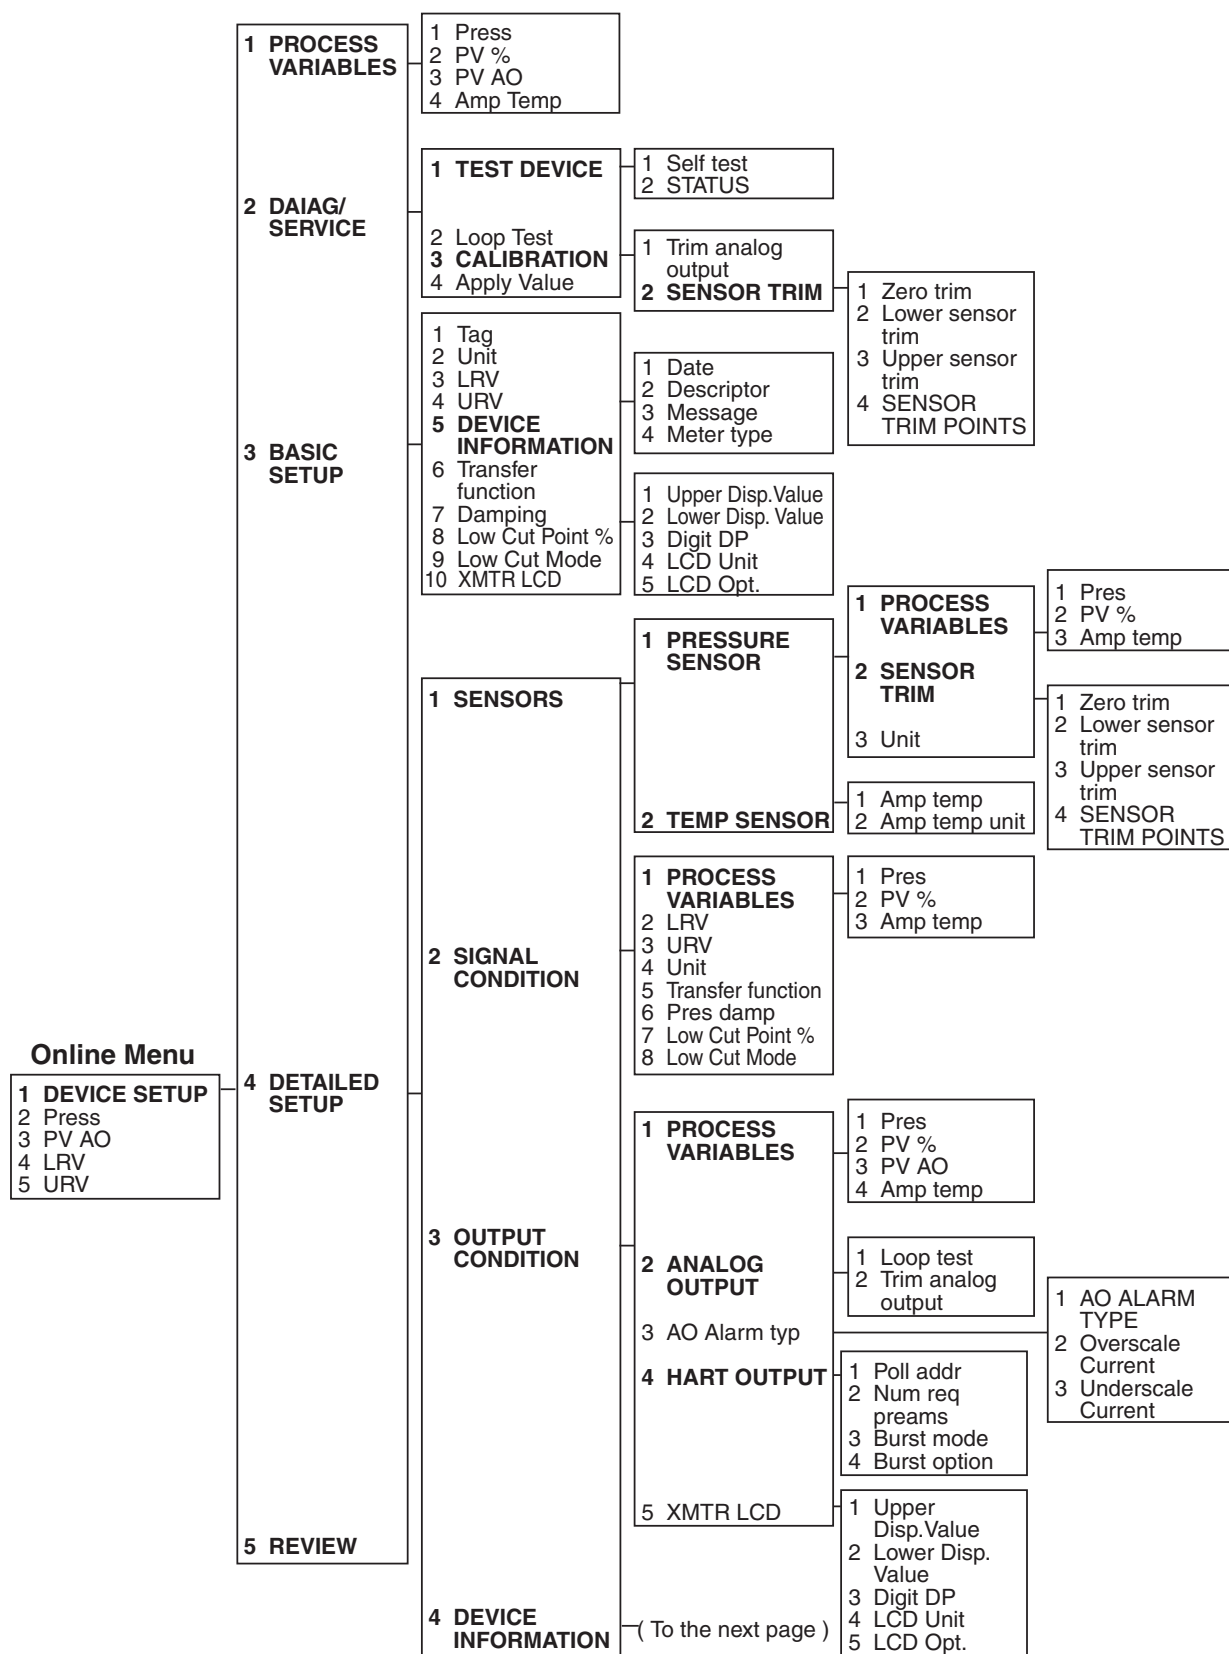 Online Menu
1 DEVICE SETUP
2 Press
3 PV AO
4 LRV
5 URV
1 PROCESS
VARIABLES
2 DAIAG/
SERVICE
3 BASIC
SETUP
4 DETAILED
SETUP
5 REVIEW
1 Press
2 PV %
3 PV AO
4 Amp Temp
1 TEST DEVICE
2 Loop Test
3 CALIBRATION
4 Apply Value
1 Self test
2 STATUS
1 Trim analog
output
2 SENSOR TRIM
1 Zero trim
2 Lower sensor
trim
3 Upper sensor
trim
4 SENSOR
TRIM POINTS
1 Tag
2 Unit
3 LRV
4 URV
5 DEVICE
INFORMATION
6 Transfer
function
7 Damping
8 Low Cut Point %
9 Low Cut Mode
10 XMTR LCD
1 Date
2 Descriptor
3 Message
4 Meter type
1 Upper Disp.Value
2 Lower Disp. Value
3 Digit DP
4 LCD Unit
5 LCD Opt.
1 SENSORS
2 SIGNAL
CONDITION
3 OUTPUT
CONDITION
4 DEVICE
INFORMATION
1 PRESSURE
SENSOR
2 TEMP SENSOR
1 PROCESS
VARIABLES
2 SENSOR
TRIM
3 Unit
1 Pres
2 PV %
3 Amp temp
1 Zero trim
2 Lower sensor
trim
3 Upper sensor
trim
4 SENSOR
TRIM POINTS
1 Amp temp
2 Amp temp unit
1 PROCESS
VARIABLES
2 LRV
3 URV
4 Unit
5 Transfer function
6 Pres damp
7 Low Cut Point %
8 Low Cut Mode
1 Pres
2 PV %
3 Amp temp
1 PROCESS
VARIABLES
2 ANALOG
OUTPUT
3 AO Alarm typ
4 HART OUTPUT
5 XMTR LCD
1 Pres
2 PV %
3 PV AO
4 Amp temp
1 Loop test
2 Trim analog
output
1 AO ALARM
TYPE
2 Overscale
Current
3 Underscale
Current
1 Poll addr
2 Num req
preams
3 Burst mode
4 Burst option
1 Upper
Disp.Value
2 Lower Disp.
Value
3 Digit DP
4 LCD Unit
5 LCD Opt.
( To the next page )